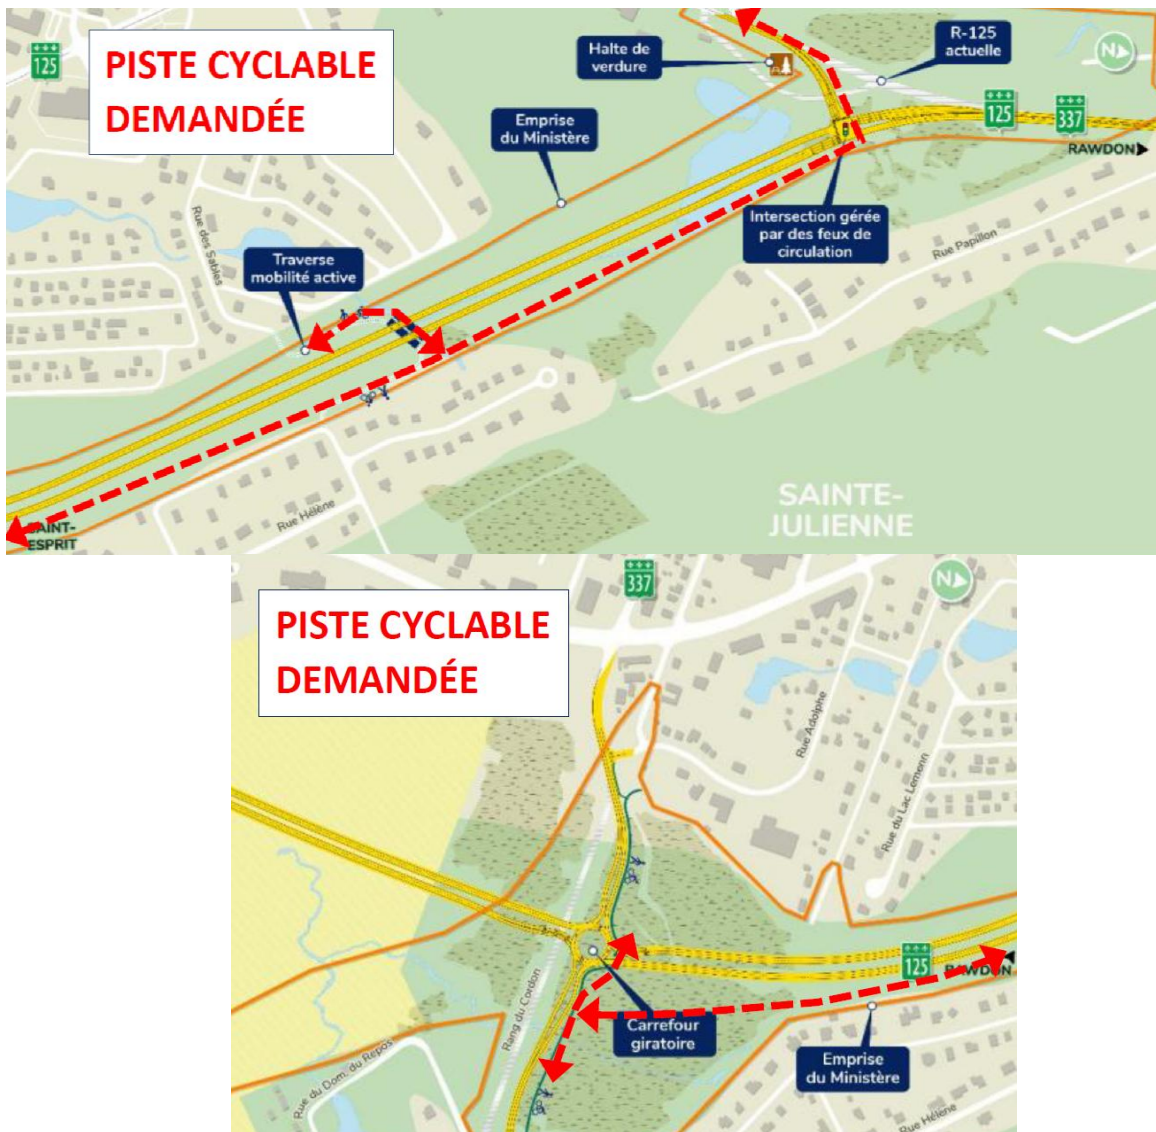 125
PISTE CYCLABLE
DEMANDÉE
Halte de
verdure
R-125
actuelle
N
Emprise
du Ministère
125
337
RAWDON
Rue des Sables
Traverse
mobilité active
Intersection gérée
par des feux de
circulation
Rue Papillon
SAINTE-
JULIENNE
Rue Hélène
SAINT-
ESPRIT
337
N
PISTE CYCLABLE
DEMANDÉE
Rue Adolphe
Rue du Lac Lemenn
125
RAWDON
Rang du Cordon
Carrefour
giratoire
Emprise
du Ministère
Rue du Dom. du Repos
Rue Hélène